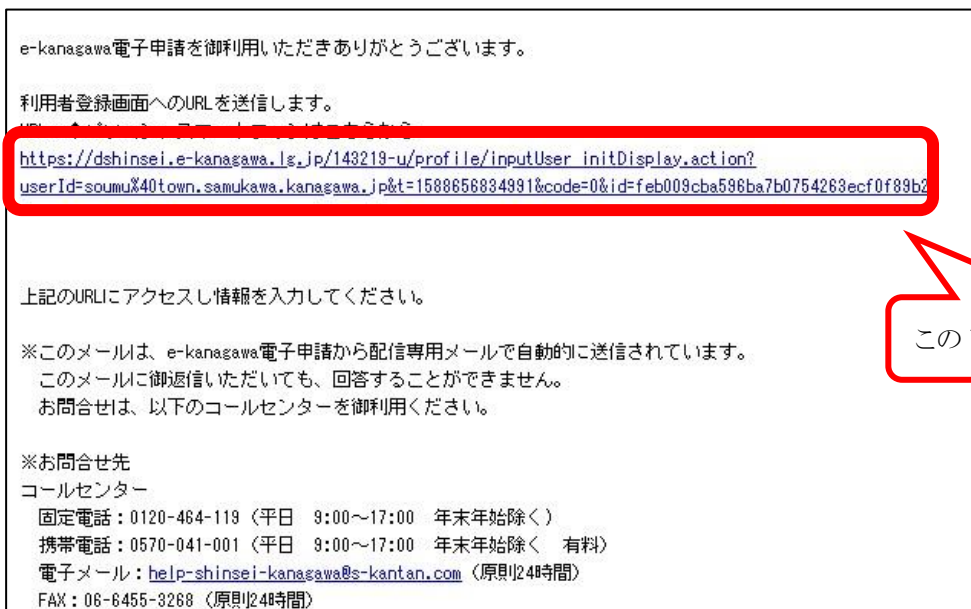 e-kanagawa電子申請を御利用いただきありがとうございます。
利用者登録画面へのURLを送信します。
https://dshinsei.e-kanagawa.lg.jp/143219-u/profile/inputUser_initDisplay.action?
userId=soumu%40town.samukawa.kanagawa.jp&t=1588656834991&code=0&id=feb009cba596ba7b0754263ecf0f89b2
上記のURLにアクセスし情報を入力してください。
この
※このメールは、e-kanagawa電子申請から配信専用メールで自動的に送信されています。
このメールに御返信いただいても、回答することができません。
お問合せは、以下のコールセンターを御利用ください。
※お問合せ先
コールセンター
固定電話：0120-464-119（平日　9:00～17:00　年末年始除く）
携帯電話：0570-041-001（平日　9:00～17:00　年末年始除く　有料）
電子メール：help-shinsei-kanagawa@s-kantan.com（原則24時間）
FAX：06-6455-3268（原則24時間）